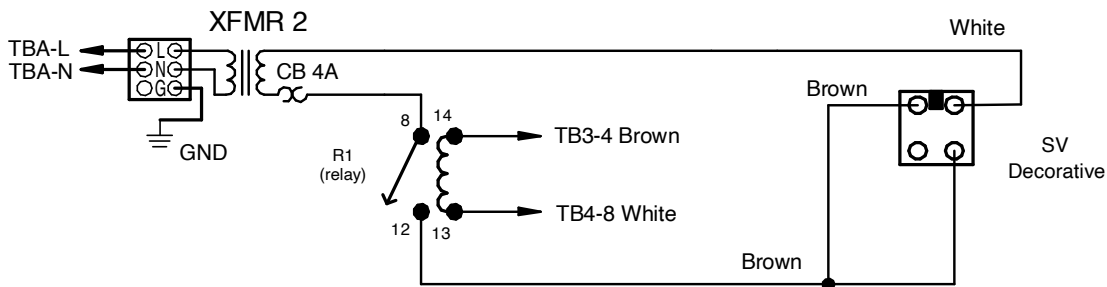 XFMR 2
White
TBA-L
L
TBA-N
N
CB 4A
G
Brown
8
14
TB3-4 Brown
GND
R1
(relay)
SV
Decorative
TB4-8 White
12
13
Brown